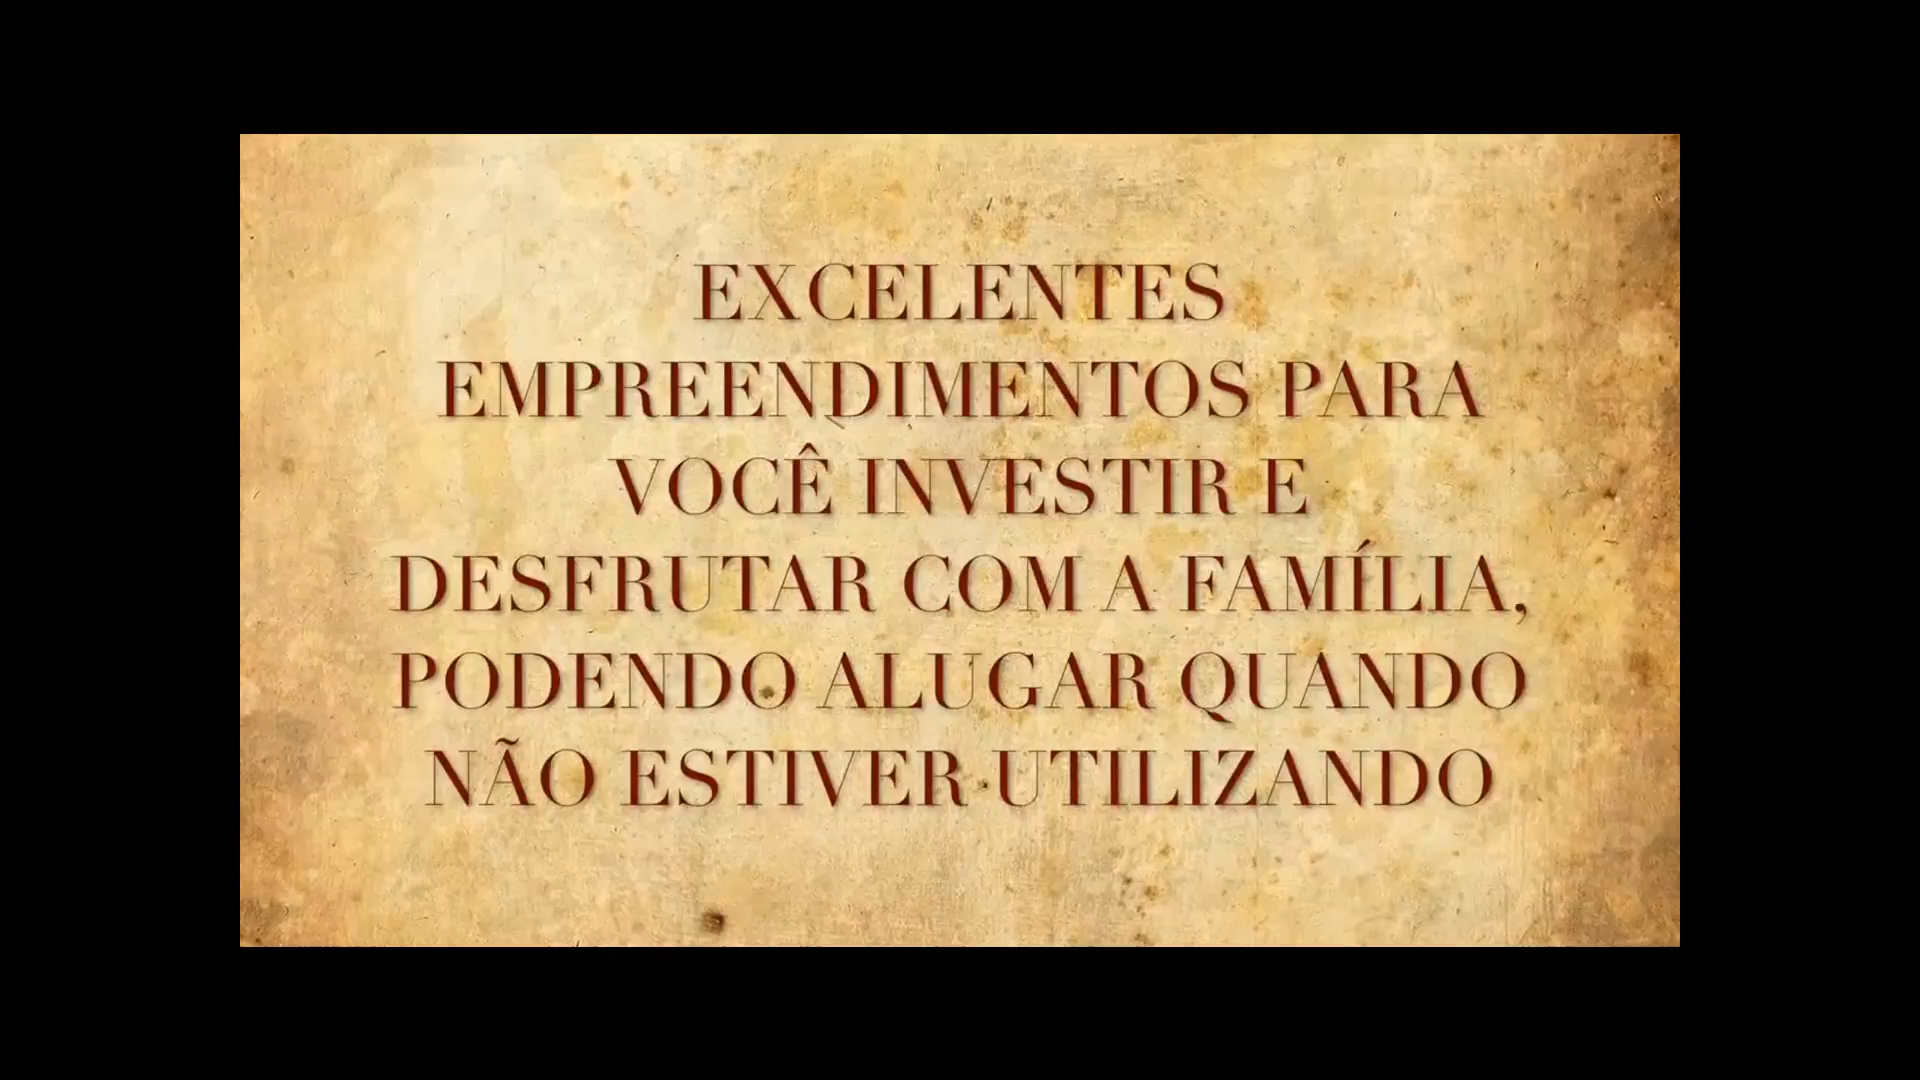 EXCELENTES
EMPREENDIMENTOS PARA
VOCÊ INVESTIR E
DESFRUTAR COM A FAMÍLIA,
PODENDO ALUGAR QUANDO
NÃO ESTIVER UTILIZANDO